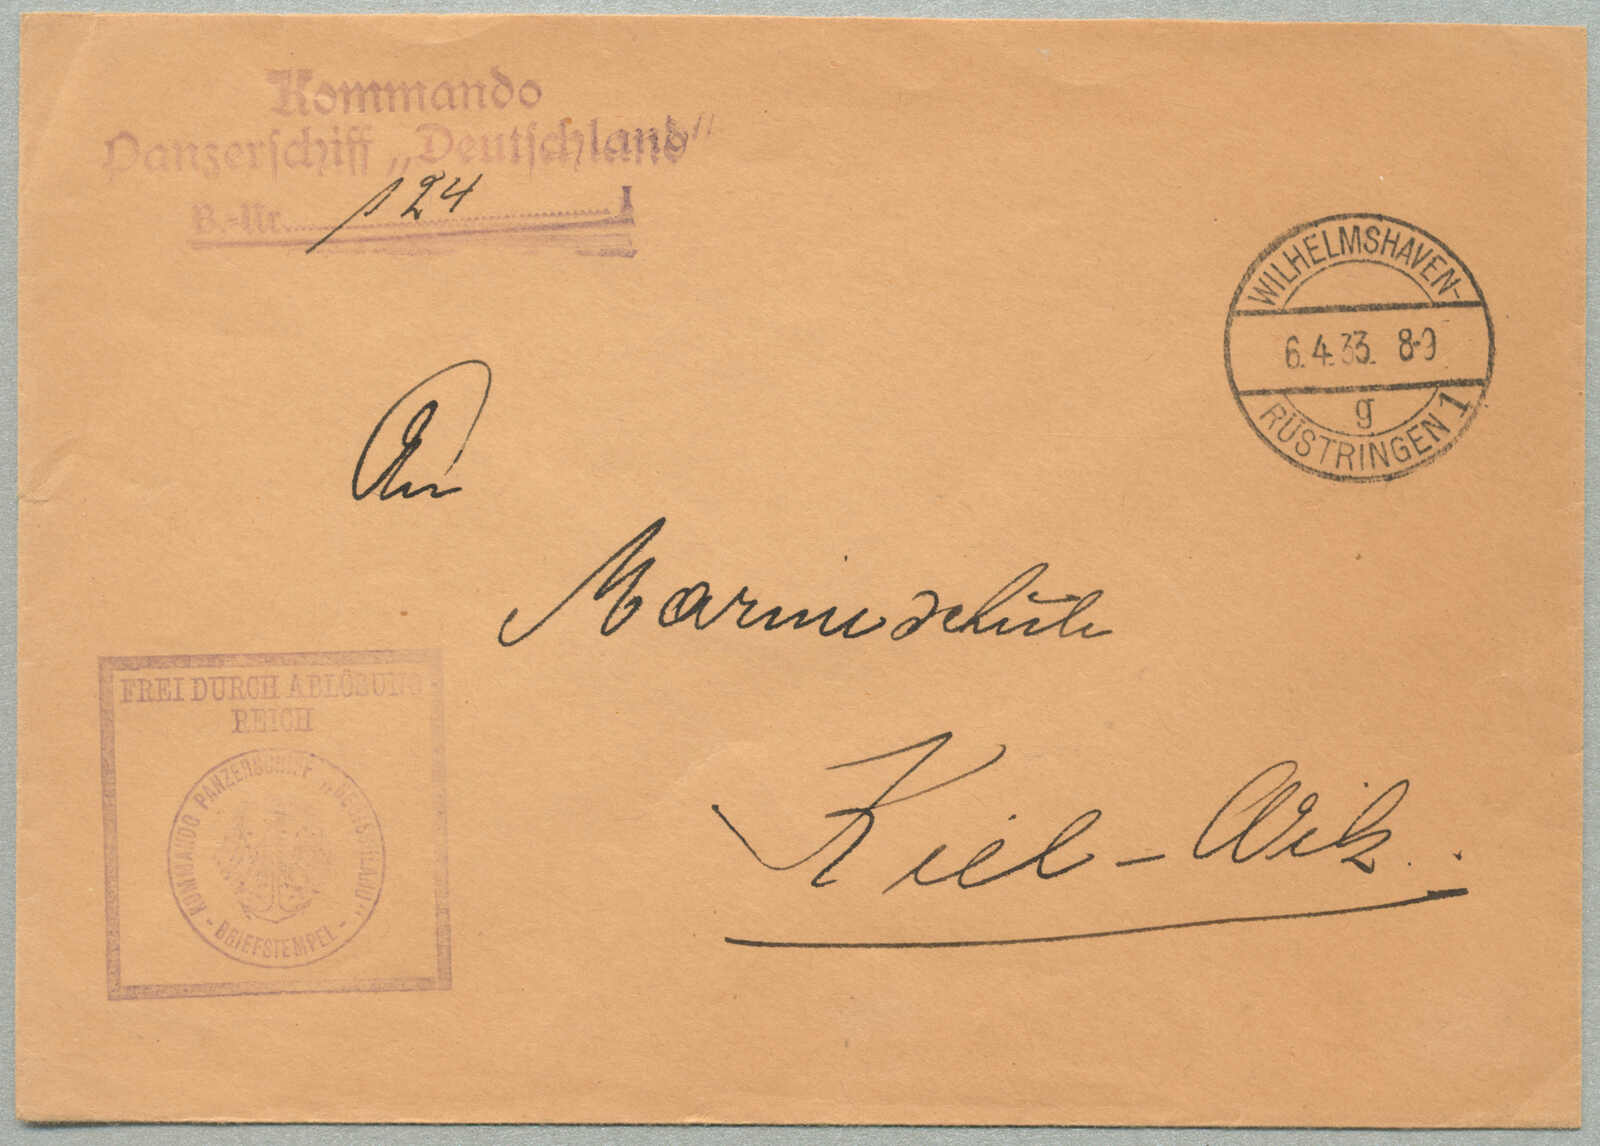 Kommando
Panzerschiff „Deutschland"
B.-Nr. 124 I
WILHELMSHAVEN-
6.4.33. 8-9
g
RÜSTRINGEN 1
An
Marineschule
Kiel-Wik.
FREI DURCH ABLÖSUNG
REICH
KOMMANDO PANZERSCHIFF „DEUTSCHLAND"
- BRIEFSTEMPEL -